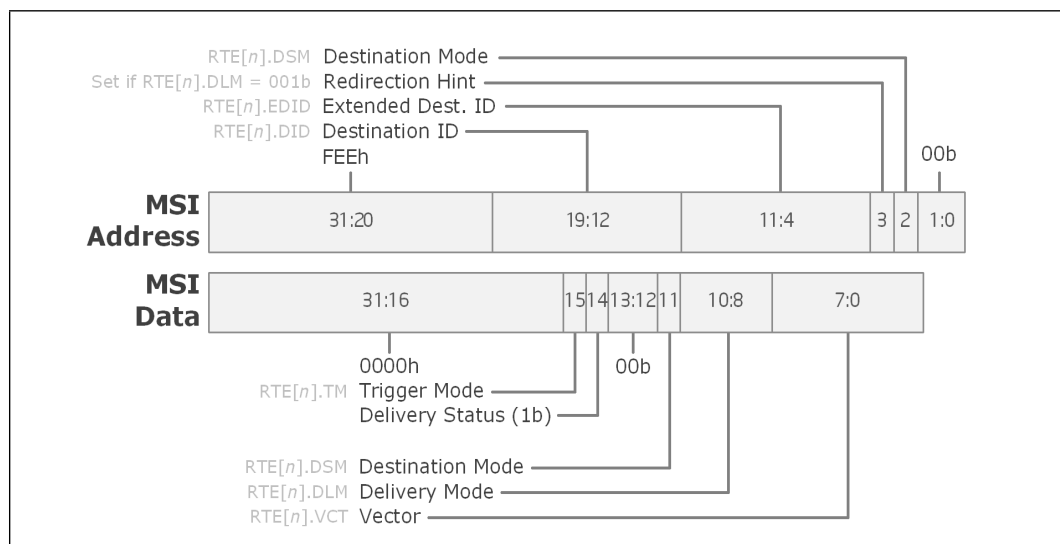 RTE[n].DSM Destination Mode
Set if RTE[n].DLM = 001b Redirection Hint
RTE[n].EDID Extended Dest. ID
RTE[n].DID Destination ID
FEEh
00b
MSI
Address
31:20 19:12 11:4 3 2 1:0
MSI
Data
31:16 15 14 13:12 11 10:8 7:0
0000h 00b
RTE[n].TM Trigger Mode
Delivery Status (1b)
RTE[n].DSM Destination Mode
RTE[n].DLM Delivery Mode
RTE[n].VCT Vector